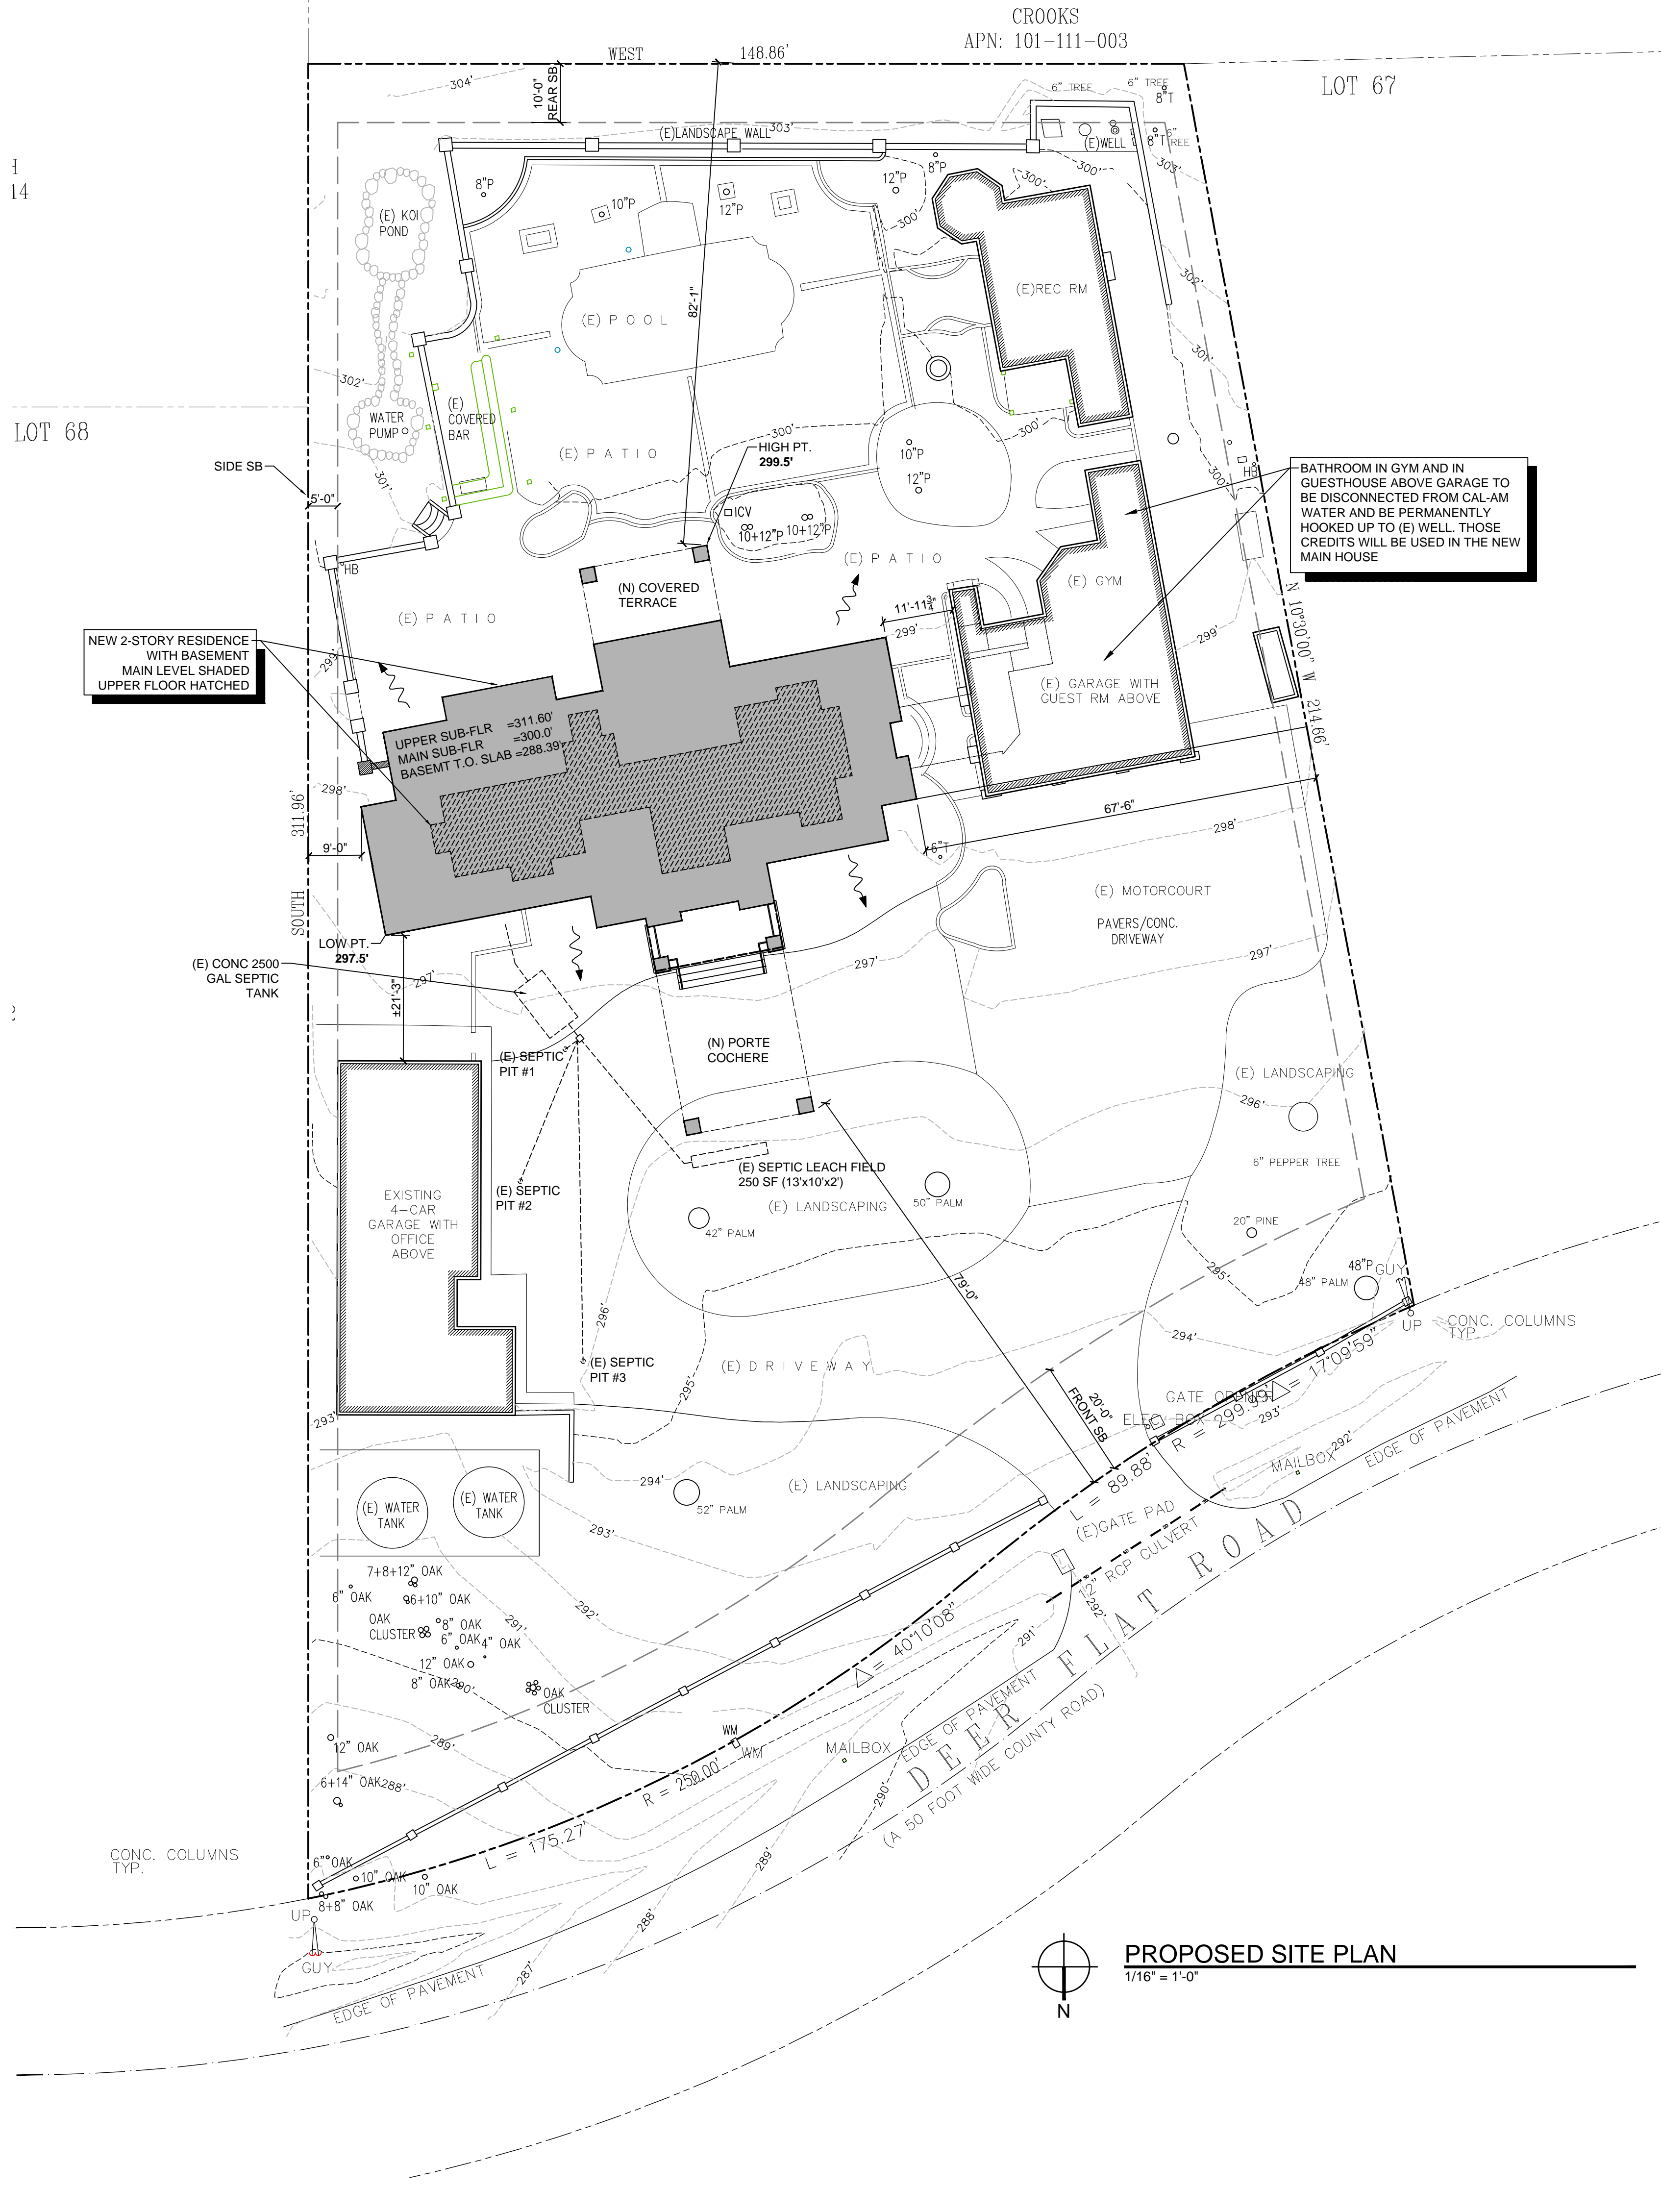 CROOKS
APN: 101-111-003
WEST
148.86'
LOT 67
10'-0"
REAR SB
304'
6" TREE
6" TREE
8"T
(E)LANDSCAPE WALL
303'
(E)WELL
8"T
6"
TREE
303'
14
8"P
12"P
8"P
300'
300'
(E) KOI
POND
10"P
12"P
300'
302'
(E)REC RM
82'-1"
(E) P O O L
301'
302'
LOT 68
WATER
PUMP
(E)
COVERED
BAR
300'
300'
HIGH PT.
299.5'
(E) P A T I O
10"P
12"P
SIDE SB
301'
5'-0"
300'
HB
BATHROOM IN GYM AND IN
GUESTHOUSE ABOVE GARAGE TO
BE DISCONNECTED FROM CAL-AM
WATER AND BE PERMANENTLY
HOOKED UP TO (E) WELL. THOSE
CREDITS WILL BE USED IN THE NEW
MAIN HOUSE
ICV
10+12"P
10+12"P
HB
(E) P A T I O
(E) GYM
(N) COVERED
TERRACE
(E) P A T I O
11'-11 3/4"
299'
299'
N 10°30'00" W
214.66'
NEW 2-STORY RESIDENCE
WITH BASEMENT
MAIN LEVEL SHADED
UPPER FLOOR HATCHED
299'
(E) GARAGE WITH
GUEST RM ABOVE
UPPER SUB-FLR =311.60'
MAIN SUB-FLR =300.0'
BASEMT T.O. SLAB =288.39'
298'
311.96'
SOUTH
67'-6"
298'
9'-0"
6"T
(E) MOTORCOURT
PAVERS/CONC.
DRIVEWAY
LOW PT.
297.5'
(E) CONC 2500
GAL SEPTIC
TANK
297'
297'
297'
±21'-3"
(N) PORTE
COCHERE
(E) SEPTIC
PIT #1
(E) LANDSCAPING
296'
6" PEPPER TREE
(E) SEPTIC LEACH FIELD
250 SF (13'x10'x2')
(E) SEPTIC
PIT #2
EXISTING
4-CAR
GARAGE WITH
OFFICE
ABOVE
(E) LANDSCAPING
50" PALM
42" PALM
20" PINE
295'
48"P
48" PALM
GUY
79'-0"
296'
UP
CONC. COLUMNS
TYP.
294'
(E) SEPTIC
PIT #3
(E) D R I V E W A Y
295'
20'-0"
FRONT SB
GATE OPENER
ELEC BOX
R = 299.99'
△ = 17°09'59"
293'
293'
292'
MAILBOX
EDGE OF PAVEMENT
294'
(E) LANDSCAPING
52" PALM
L = 89.88'
(E) WATER
TANK
(E) WATER
TANK
293'
(E)GATE PAD
12" RCP CULVERT
292'
7+8+12" OAK
6" OAK
6+10" OAK
292'
291'
OAK
CLUSTER
8" OAK
6" OAK
4" OAK
12" OAK
8" OAK
290'
OAK
CLUSTER
291'
△ = 40°10'08"
DEER FLAT ROAD
(A 50 FOOT WIDE COUNTY ROAD)
EDGE OF PAVEMENT
12" OAK
289'
WM
WM
MAILBOX
6+14" OAK
288'
R = 250.00'
290'
L = 175.27'
289'
CONC. COLUMNS
TYP.
6" OAK
10" OAK
10" OAK
8+8" OAK
UP
288'
GUY
287'
EDGE OF PAVEMENT
PROPOSED SITE PLAN
1/16" = 1'-0"
N